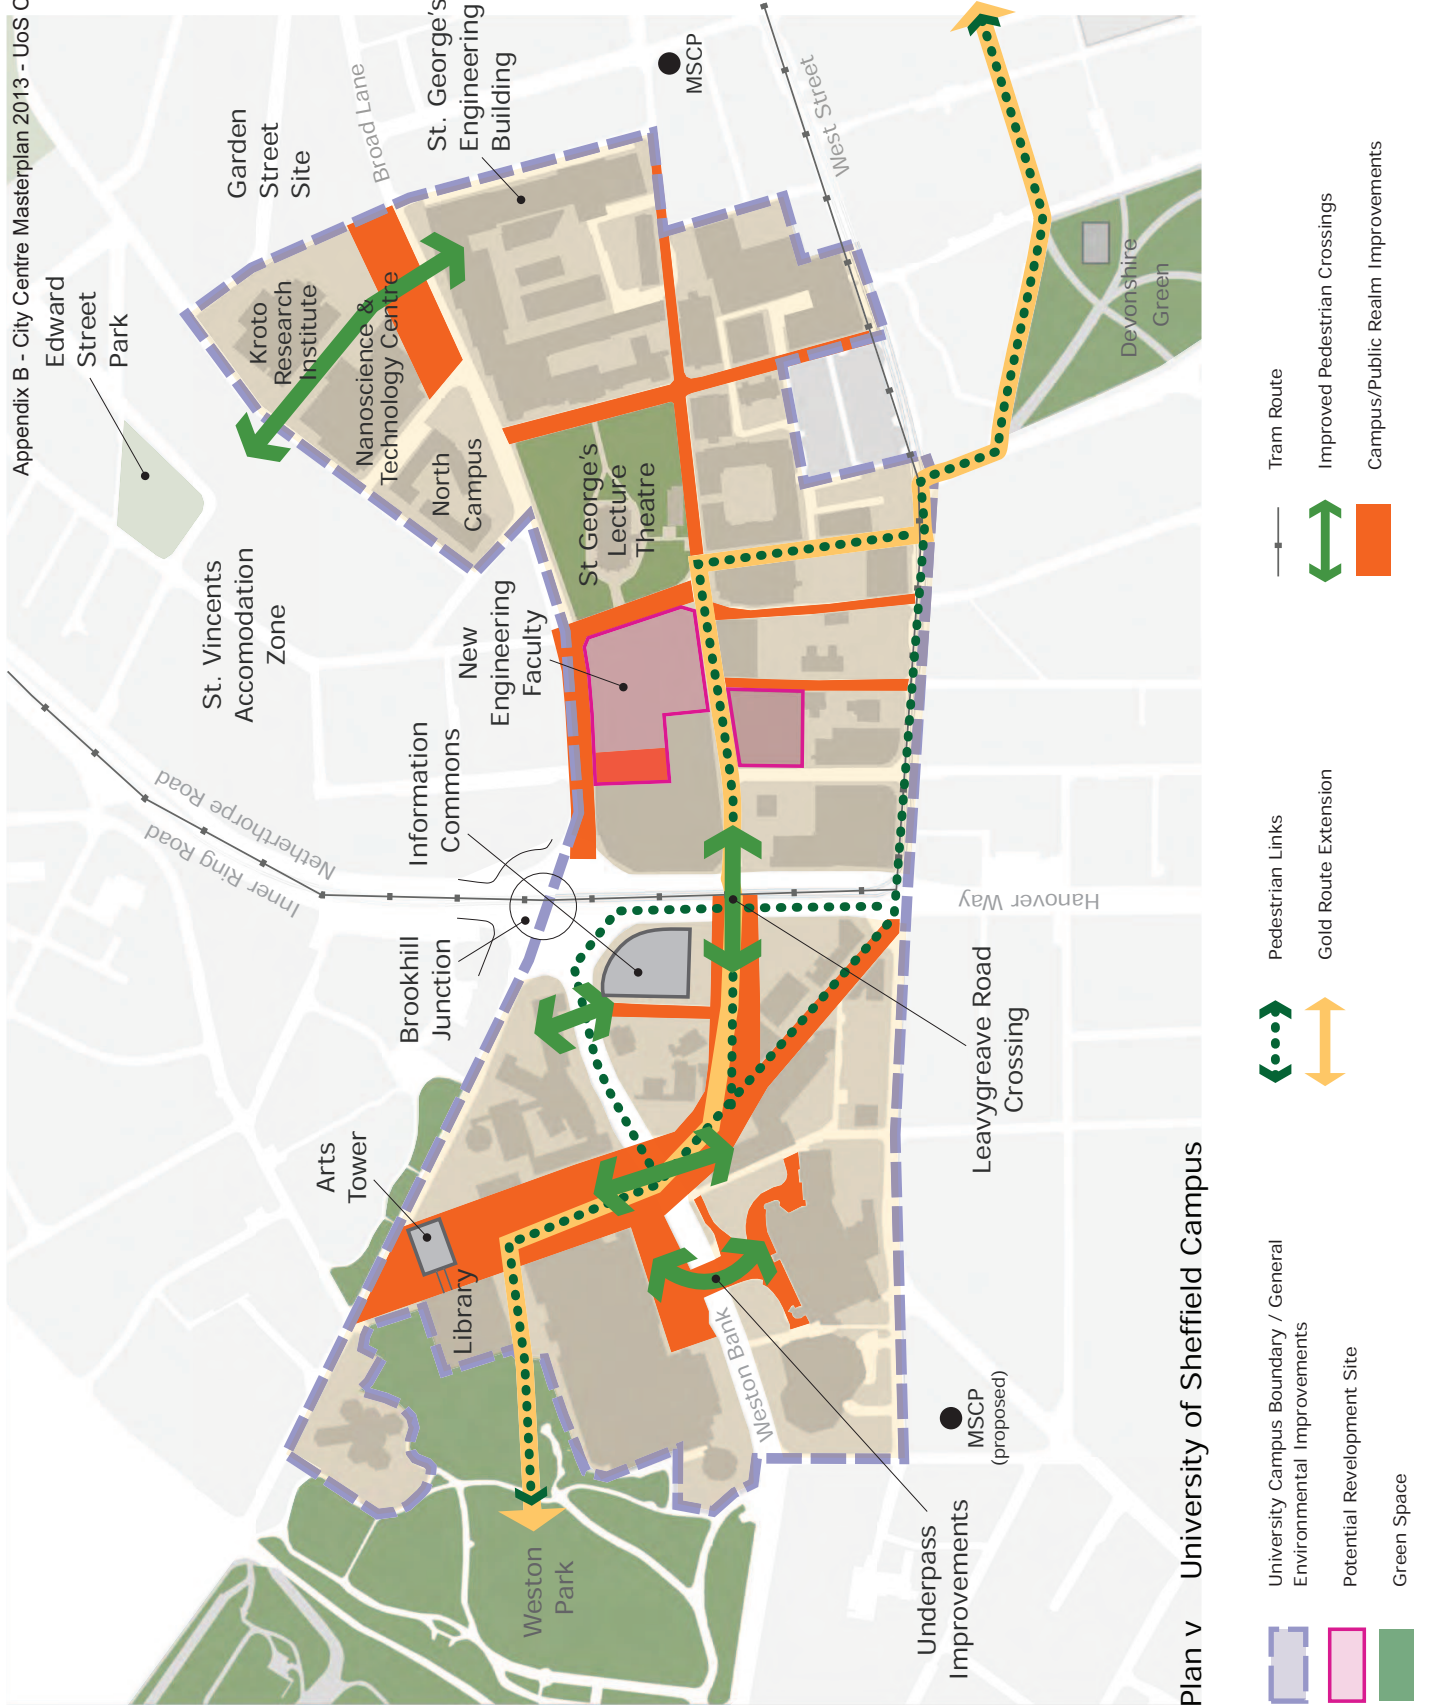 Appendix B - City Centre Masterplan 2013 - UoS C
Edward
Street
Park
Garden
Street
Site
Broad Lane
St. George's
Engineering
Building
MSCP
West Street
Kroto
Research
Institute
Nanoscience &
Technology Centre
North
Campus
St George's
Lecture
Theatre
Devonshire
Green
St. Vincents
Accomodation
Zone
New
Engineering
Faculty
Information
Commons
Netherthorpe Road
Inner Ring Road
Brookhill
Junction
Hanover Way
Leavygreave Road
Crossing
Arts
Tower
Library
Weston Bank
Weston
Park
Underpass
Improvements
MSCP
(proposed)
Plan v University of Sheffield Campus
University Campus Boundary / General
Environmental Improvements
Potential Development Site
Green Space
Pedestrian Links
Gold Route Extension
Tram Route
Improved Pedestrian Crossings
Campus/Public Realm Improvements